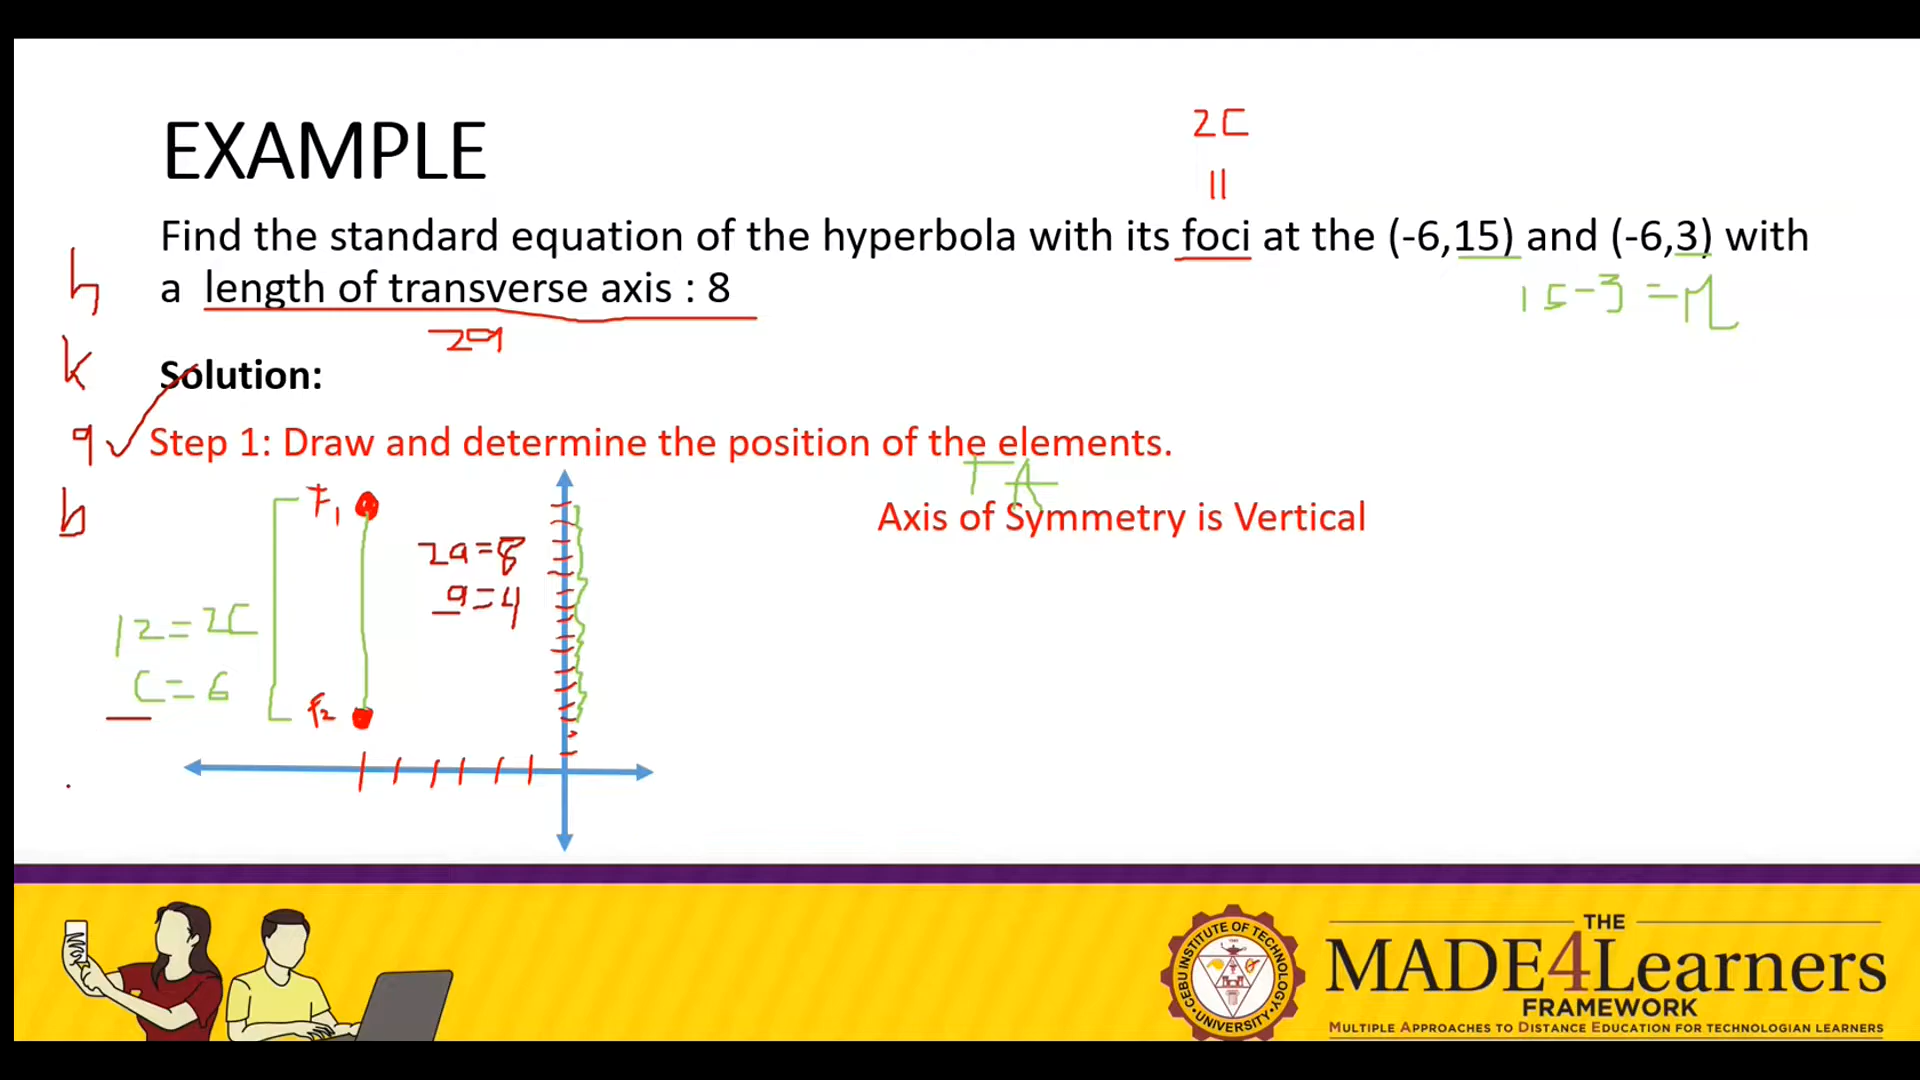 EXAMPLE
2C
=
Find the standard equation of the hyperbola with its foci at the (-6,15) and (-6,3) with
a length of transverse axis : 8
15-3=12
2a
h
k
a
b
Solution:
Step 1: Draw and determine the position of the elements.
TA
Axis of Symmetry is Vertical
F1
2a=8
a=4
12=2C
C=6
F2
CEBU INSTITUTE OF TECHNOLOGY
UNIVERSITY
THE
MADE4Learners
FRAMEWORK
MULTIPLE APPROACHES TO DISTANCE EDUCATION FOR TECHNOLOGIAN LEARNERS